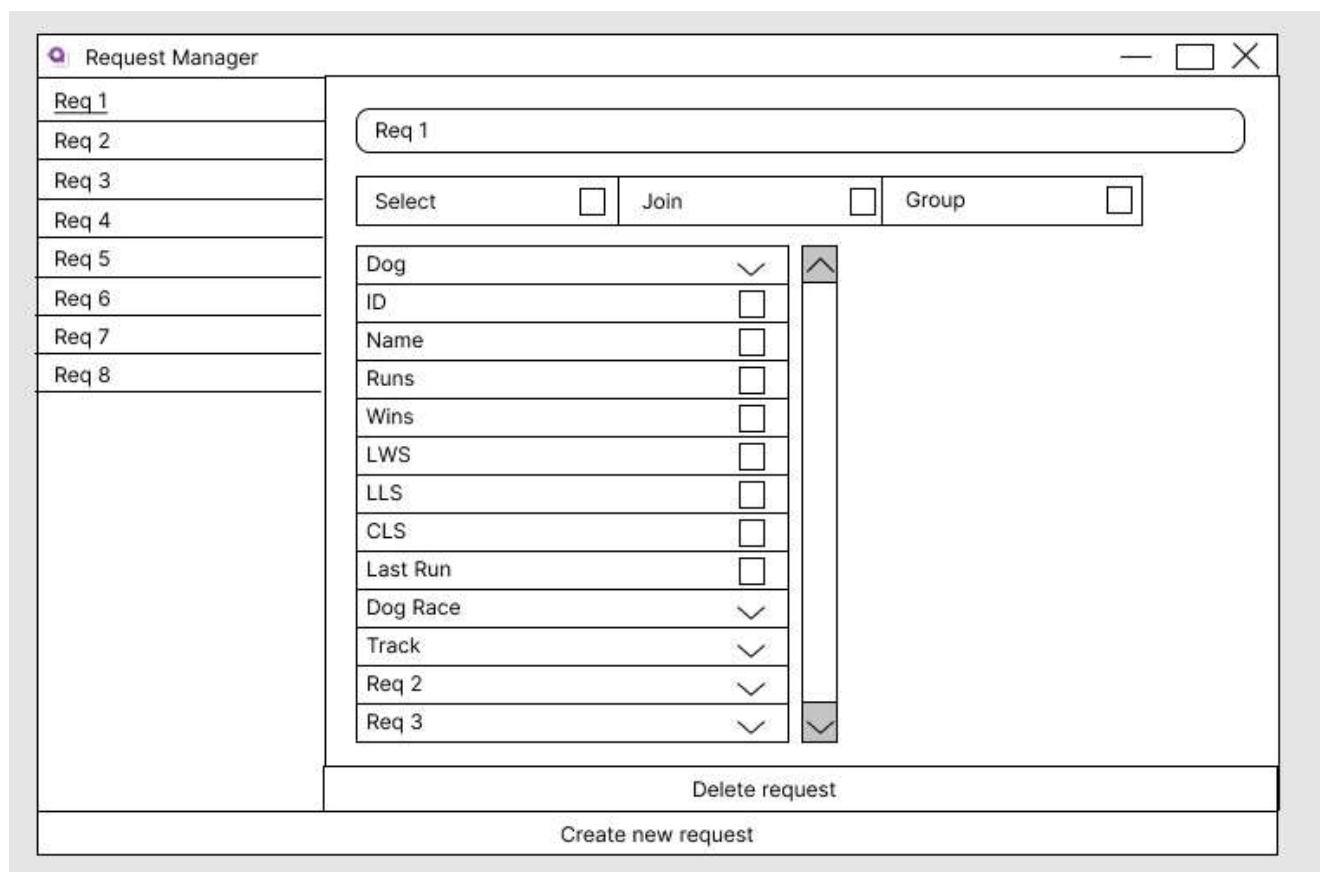 Request Manager
Req 1
Req 2
Req 3
Req 4
Req 5
Req 6
Req 7
Req 8
Req 1
Select Join Group
Dog
ID
Name
Runs
Wins
LWS
LLS
CLS
Last Run
Dog Race
Track
Req 2
Req 3
Delete request
Create new request